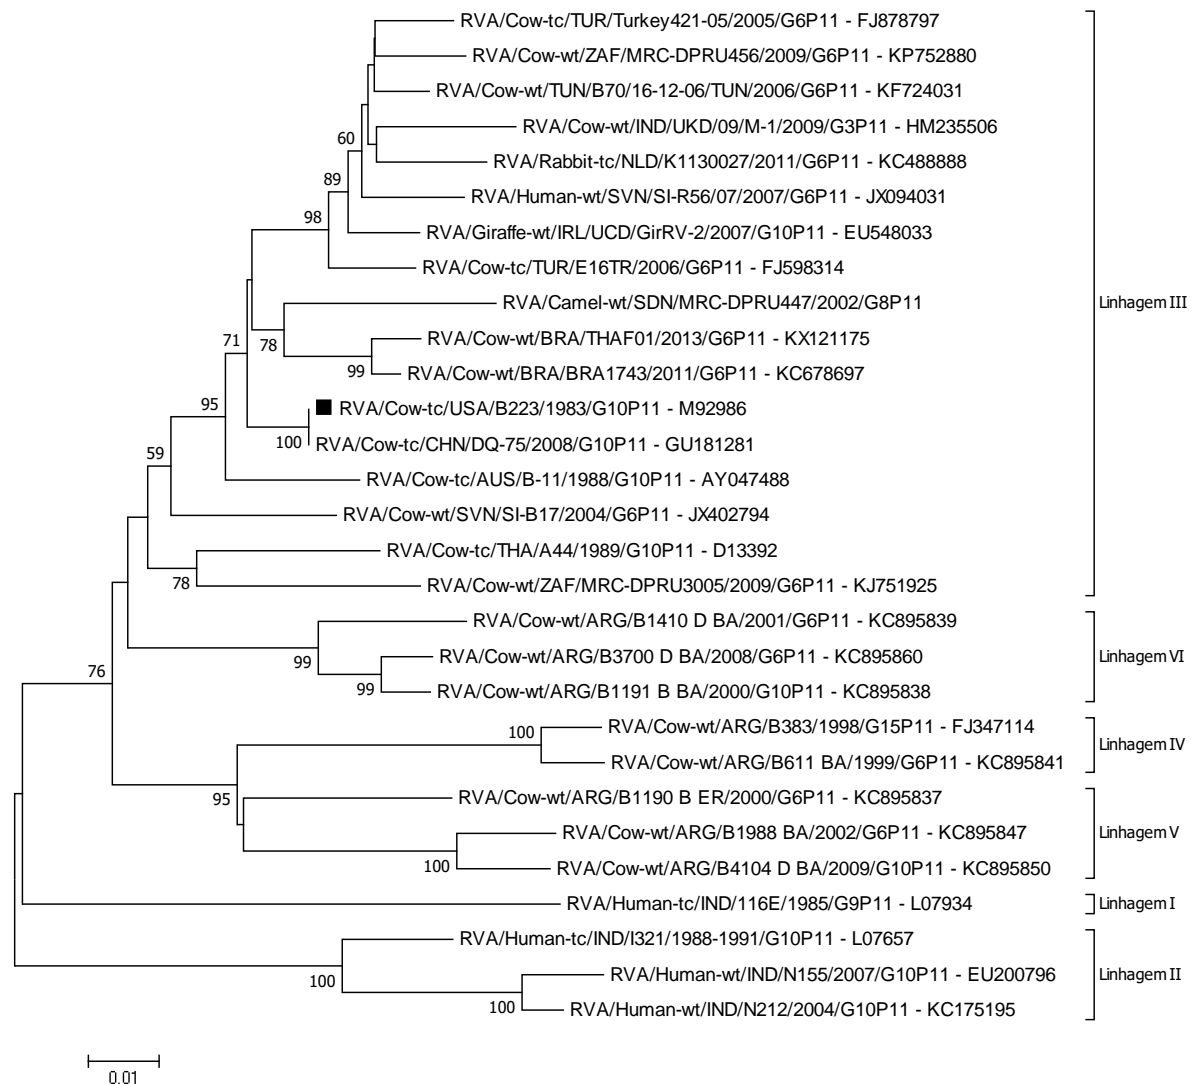 RVA/Cow-tc/TUR/Turkey421-05/2005/G6P11 - FJ878797
RVA/Cow-wt/ZAF/MRC-DPRU456/2009/G6P11 - KP752880
RVA/Cow-wt/TUN/B70/16-12-06/TUN/2006/G6P11 - KF724031
RVA/Cow-wt/IND/UKD/09/M-1/2009/G3P11 - HM235506
60
RVA/Rabbit-tc/NLD/K1130027/2011/G6P11 - KC488888
89
RVA/Human-wt/SVN/SI-R56/07/2007/G6P11 - JX094031
98
RVA/Giraffe-wt/IRL/UCD/GirRV-2/2007/G10P11 - EU548033
RVA/Cow-tc/TUR/E16TR/2006/G6P11 - FJ598314
RVA/Camel-wt/SDN/MRC-DPRU447/2002/G8P11
Linhagem III
71
78
RVA/Cow-wt/BRA/THAF01/2013/G6P11 - KX121175
99
RVA/Cow-wt/BRA/BRA1743/2011/G6P11 - KC678697
95
RVA/Cow-tc/USA/B223/1983/G10P11 - M92986
100
RVA/Cow-tc/CHN/DQ-75/2008/G10P11 - GU181281
59
RVA/Cow-tc/AUS/B-11/1988/G10P11 - AY047488
RVA/Cow-wt/SVN/SI-B17/2004/G6P11 - JX402794
RVA/Cow-tc/THA/A44/1989/G10P11 - D13392
78
RVA/Cow-wt/ZAF/MRC-DPRU3005/2009/G6P11 - KJ751925
RVA/Cow-wt/ARG/B1410 D BA/2001/G6P11 - KC895839
99
RVA/Cow-wt/ARG/B3700 D BA/2008/G6P11 - KC895860
Linhagem VI
76
99
RVA/Cow-wt/ARG/B1191 B BA/2000/G10P11 - KC895838
100
RVA/Cow-wt/ARG/B383/1998/G15P11 - FJ347114
Linhagem IV
RVA/Cow-wt/ARG/B611 BA/1999/G6P11 - KC895841
95
RVA/Cow-wt/ARG/B1190 B ER/2000/G6P11 - KC895837
RVA/Cow-wt/ARG/B1988 BA/2002/G6P11 - KC895847
Linhagem V
100
RVA/Cow-wt/ARG/B4104 D BA/2009/G10P11 - KC895850
RVA/Human-tc/IND/116E/1985/G9P11 - L07934
Linhagem I
RVA/Human-tc/IND/I321/1988-1991/G10P11 - L07657
100
RVA/Human-wt/IND/N155/2007/G10P11 - EU200796
Linhagem II
100
RVA/Human-wt/IND/N212/2004/G10P11 - KC175195
0.01